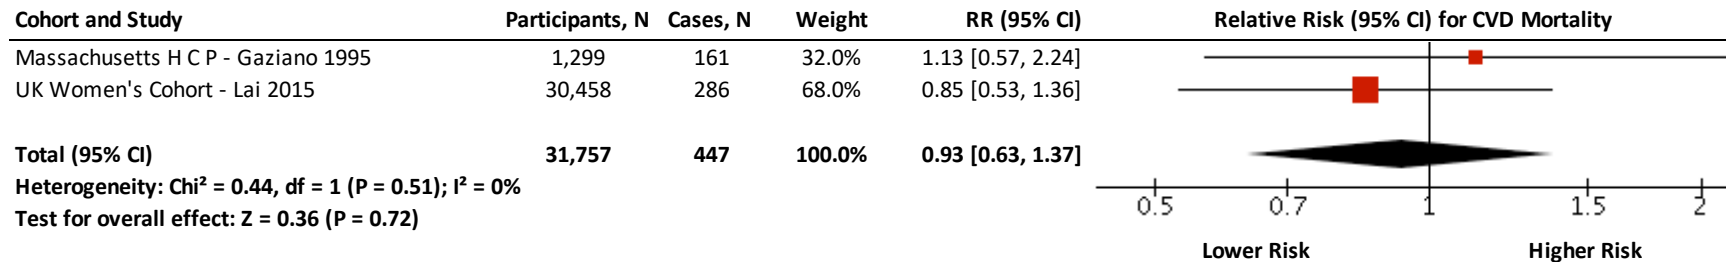 Cohort and Study Participants, N Cases, N Weight RR (95% CI) Relative Risk (95% CI) for CVD Mortality
Massachusetts H C P - Gaziano 1995 1,299 161 32.0% 1.13 [0.57, 2.24]
UK Women's Cohort - Lai 2015 30,458 286 68.0% 0.85 [0.53, 1.36]
Total (95% CI) 31,757 447 100.0% 0.93 [0.63, 1.37]
Heterogeneity: Chi² = 0.44, df = 1 (P = 0.51); I² = 0%
0.5 0.7 1 1.5 2
Test for overall effect: Z = 0.36 (P = 0.72)
Lower Risk Higher Risk